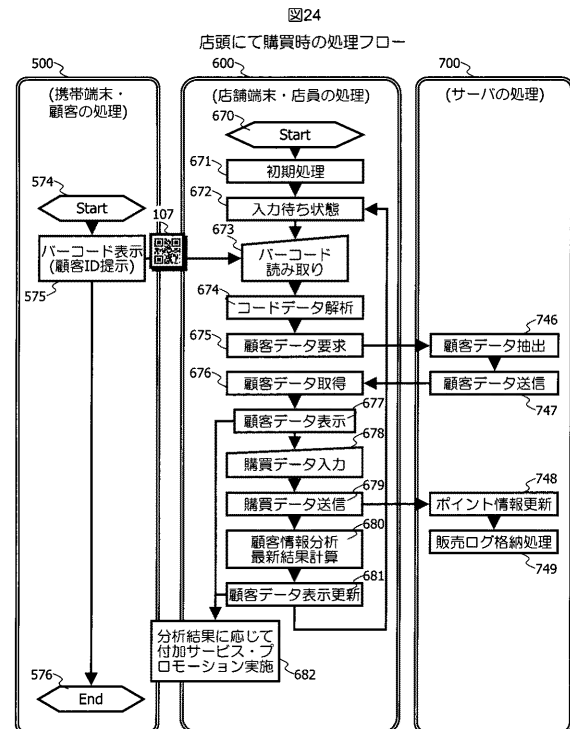 図24
店頭にて購買時の処理フロー
500
(携帯端末・
顧客の処理)
574
Start
107
バーコード表示
(顧客ID提示)
575
576
End
600
(店舗端末・店員の処理)
670
Start
671
初期処理
672
入力待ち状態
673
バーコード
読み取り
674
コードデータ解析
675
顧客データ要求
676
顧客データ取得
677
顧客データ表示
678
購買データ入力
679
購買データ送信
680
顧客情報分析
最新結果計算
681
顧客データ表示更新
分析結果に応じて
付加サービス・プ
ロモーション実施
682
700
(サーバの処理)
746
顧客データ抽出
顧客データ送信
747
748
ポイント情報更新
販売ログ格納処理
749